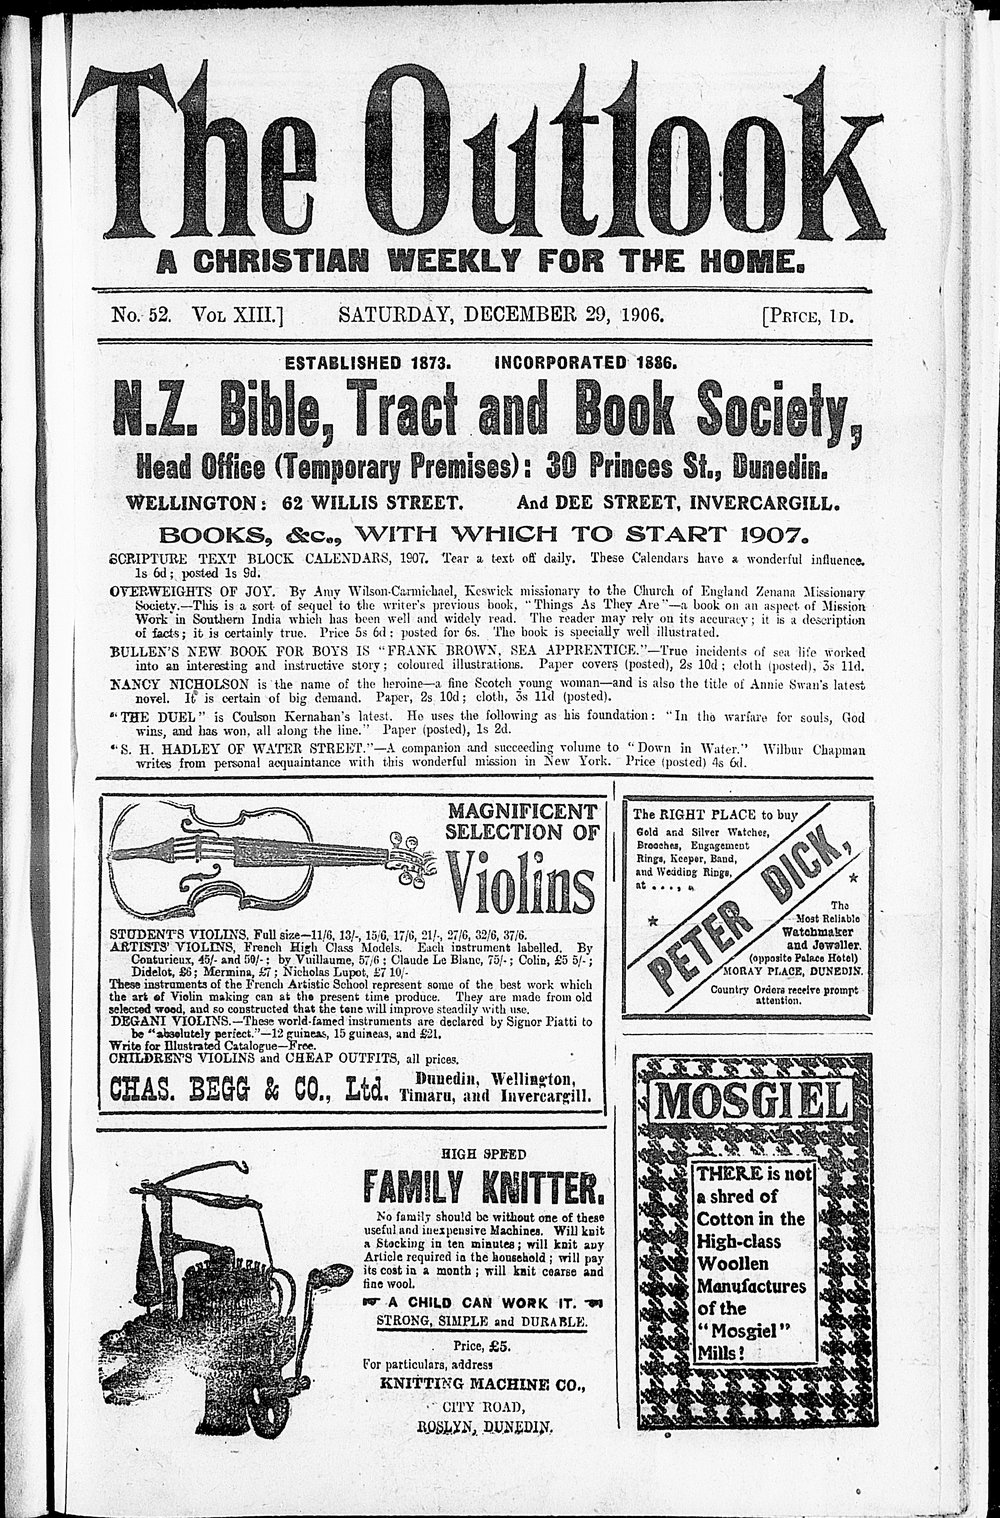 The Outlook
A CHRISTIAN WEEKLY FOR THE HOME.
No. 52. VOL XIII.] SATURDAY, DECEMBER 29, 1906. [PRICE, 1D.
ESTABLISHED 1873. INCORPORATED 1886.
N.Z. Bible, Tract and Book Society,
Head Office (Temporary Premises): 30 Princes St., Dunedin.
WELLINGTON: 62 WILLIS STREET. And DEE STREET, INVERCARGILL.
BOOKS, &c., WITH WHICH TO START 1907.
SCRIPTURE TEXT BLOCK CALENDARS, 1907. Tear a text off daily. These Calendars have a wonderful influence.
1s 6d; posted 1s 9d.
OVERWEIGHTS OF JOY. By Amy Wilson-Carmichael, Keswick missionary to the Church of England Zenana Missionary
Society.—This is a sort of sequel to the writer's previous book, "Things As They Are"—a book on an aspect of Mission
Work in Southern India which has been well and widely read. The reader may rely on its accuracy; it is a description
of facts; it is certainly true. Price 5s 6d: posted for 6s. The book is specially well illustrated.
BULLEN'S NEW BOOK FOR BOYS IS "FRANK BROWN, SEA APPRENTICE."—True incidents of sea life worked
into an interesting and instructive story; coloured illustrations. Paper covers (posted), 2s 10d; cloth (posted), 3s 11d.
NANCY NICHOLSON is the name of the heroine—a fine Scotch young woman—and is also the title of Annie Swan's latest
novel. It is certain of big demand. Paper, 2s 10d; cloth, 3s 11d (posted).
"THE DUEL" is Coulson Kernahan's latest. He uses the following as his foundation: "In the warfare for souls, God
wins, and has won, all along the line." Paper (posted), 1s 2d.
"S. H. HADLEY OF WATER STREET."—A companion and succeeding volume to "Down in Water." Wilbur Chapman
writes from personal acquaintance with this wonderful mission in New York. Price (posted) 4s 6d.
MAGNIFICENT
SELECTION OF
Violins
STUDENT'S VIOLINS, Full size—11/6, 13/-, 15/6, 17/6, 21/-, 27/6, 32/6, 37/6.
ARTISTS' VIOLINS, French High Class Models. Each instrument labelled. By
Conturieux, 45/- and 50/-; by Vuillaume, 57/6; Claude Le Blanc, 75/-; Colin, £5 5/-;
Didelot, £6; Mermina, £7; Nicholas Lupot, £7 10/-
These instruments of the French Artistic School represent some of the best work which
the art of Violin making can at the present time produce. They are made from old
selected wood, and so constructed that the tone will improve steadily with use.
DEGANI VIOLINS.—These world-famed instruments are declared by Signor Piatti to
be "absolutely perfect."—12 guineas, 15 guineas, and £21.
Write for Illustrated Catalogue—Free.
CHILDREN'S VIOLINS and CHEAP OUTFITS, all prices.
CHAS. BEGG & CO., Ltd. Dunedin, Wellington,
Timaru, and Invercargill.
The RIGHT PLACE to buy
Gold and Silver Watches,
Brooches, Engagement
Rings, Keeper, Band,
and Wedding Rings,
at . . . , .
PETER DICK,
The
Most Reliable
Watchmaker
and Jeweller.
(opposite Palace Hotel)
MORAY PLACE, DUNEDIN.
Country Orders receive prompt
attention.
HIGH SPEED
FAMILY KNITTER.
No family should be without one of these
useful and inexpensive Machines. Will knit
a Stocking in ten minutes; will knit any
Article required in the household; will pay
its cost in a month; will knit coarse and
fine wool.
☛ A CHILD CAN WORK IT. ☚
STRONG, SIMPLE and DURABLE.
Price, £5.
For particulars, address
KNITTING MACHINE CO.,
CITY ROAD,
ROSLYN, DUNEDIN.
MOSGIEL
THERE is not
a shred of
Cotton in the
High-class
Woollen
Manufactures
of the
"Mosgiel"
Mills!